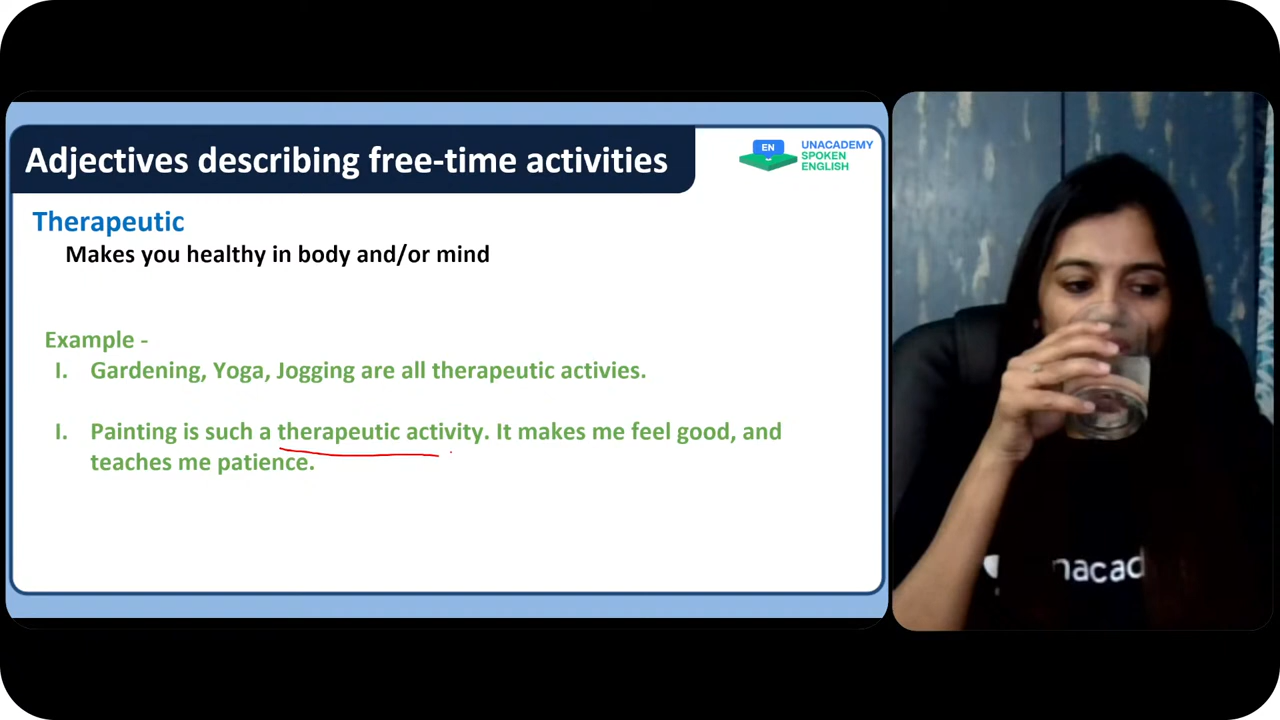 Adjectives describing free-time activities
EN
UNACADEMY
SPOKEN
ENGLISH
Therapeutic
Makes you healthy in body and/or mind
Example -
I. Gardening, Yoga, Jogging are all therapeutic activies.
I. Painting is such a therapeutic activity. It makes me feel good, and
teaches me patience.
nacad